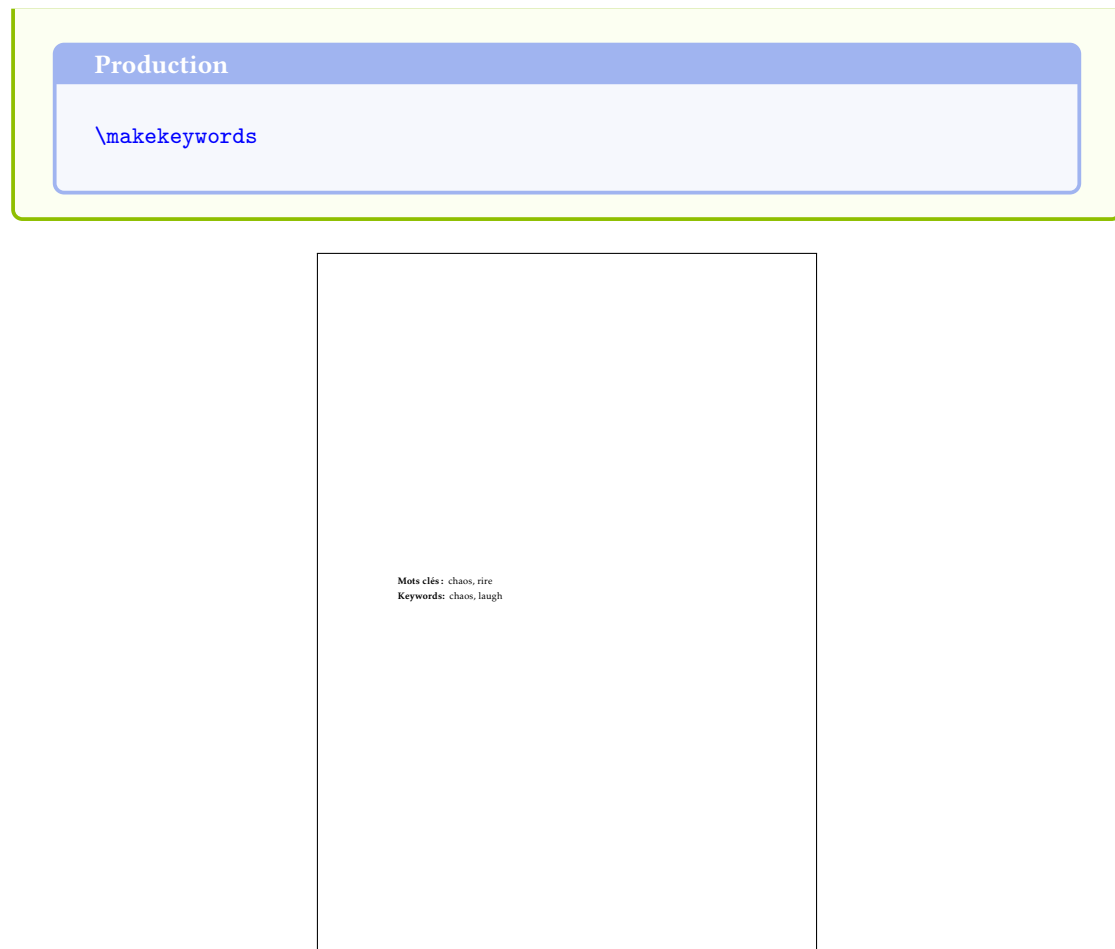 Production
\makekeywords
Mots clés : chaos, rire
Keywords: chaos, laugh